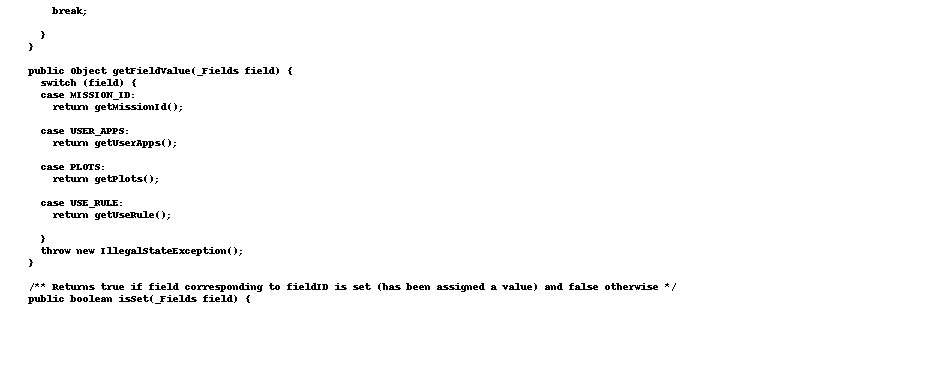 break;
}
}
public Object getFieldValue(_Fields field) {
switch (field) {
case MISSION_ID:
return getMissionId();
case USER_APPS:
return getUserApps();
case PLOTS:
return getPlots();
case USE_RULE:
return getUseRule();
}
throw new IllegalStateException();
}
/** Returns true if field corresponding to fieldID is set (has been assigned a value) and false otherwise */
public boolean isSet(_Fields field) {